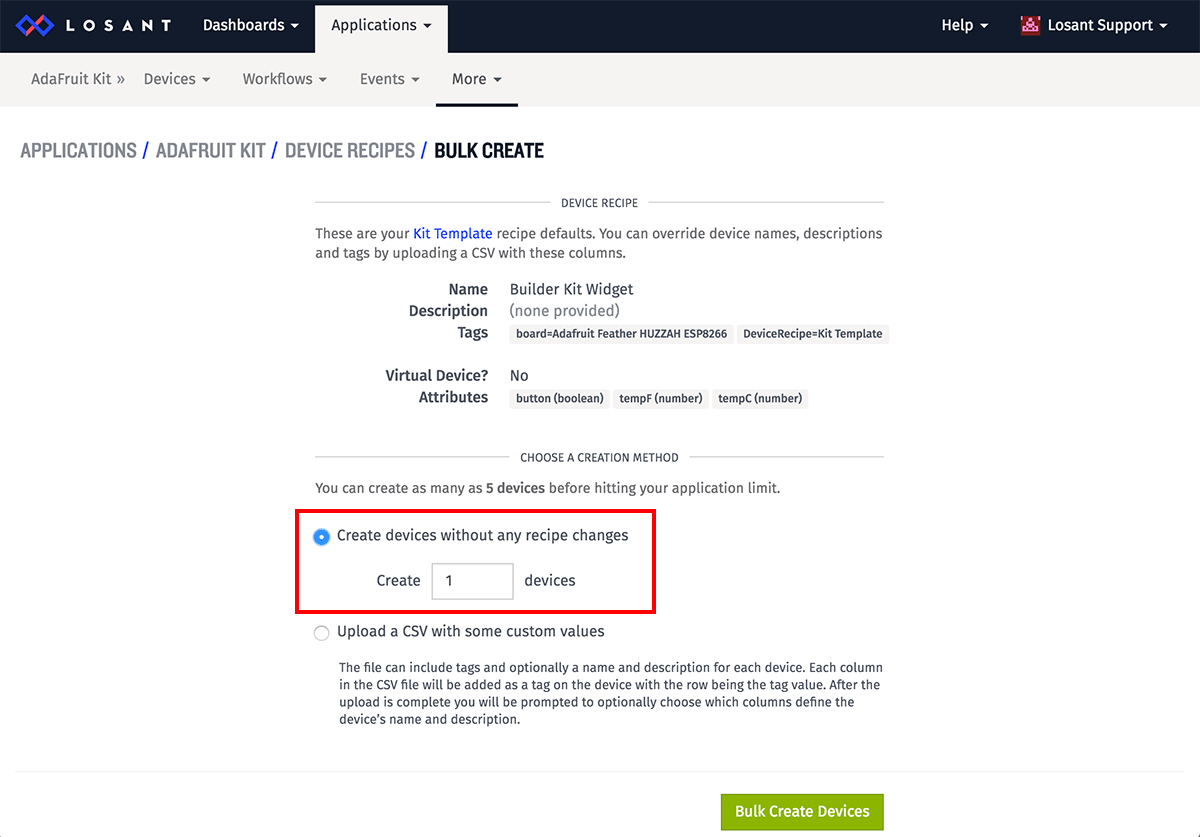 LOSANT Dashboards Applications Help Losant Support
AdaFruit Kit » Devices Workflows Events More
APPLICATIONS / ADAFRUIT KIT / DEVICE RECIPES / BULK CREATE
DEVICE RECIPE
These are your Kit Template recipe defaults. You can override device names, descriptions
and tags by uploading a CSV with these columns.
Name Builder Kit Widget
Description (none provided)
Tags board=Adafruit Feather HUZZAH ESP8266 DeviceRecipe=Kit Template
Virtual Device? No
Attributes button (boolean) tempF (number) tempC (number)
CHOOSE A CREATION METHOD
You can create as many as 5 devices before hitting your application limit.
Create devices without any recipe changes
Create 1 devices
Upload a CSV with some custom values
The file can include tags and optionally a name and description for each device. Each column
in the CSV file will be added as a tag on the device with the row being the tag value. After the
upload is complete you will be prompted to optionally choose which columns define the
device's name and description.
Bulk Create Devices